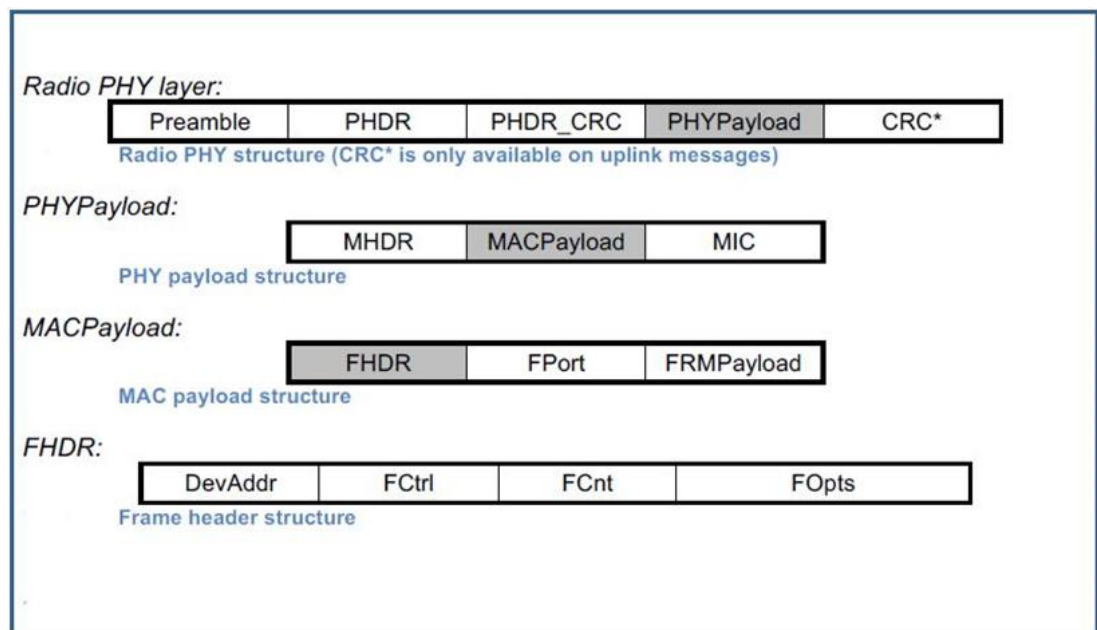 Radio PHY layer:
Preamble PHDR PHDR_CRC PHYPayload CRC*
Radio PHY structure (CRC* is only available on uplink messages)
PHYPayload:
MHDR MACPayload MIC
PHY payload structure
MACPayload:
FHDR FPort FRMPayload
MAC payload structure
FHDR:
DevAddr FCtrl FCnt FOpts
Frame header structure